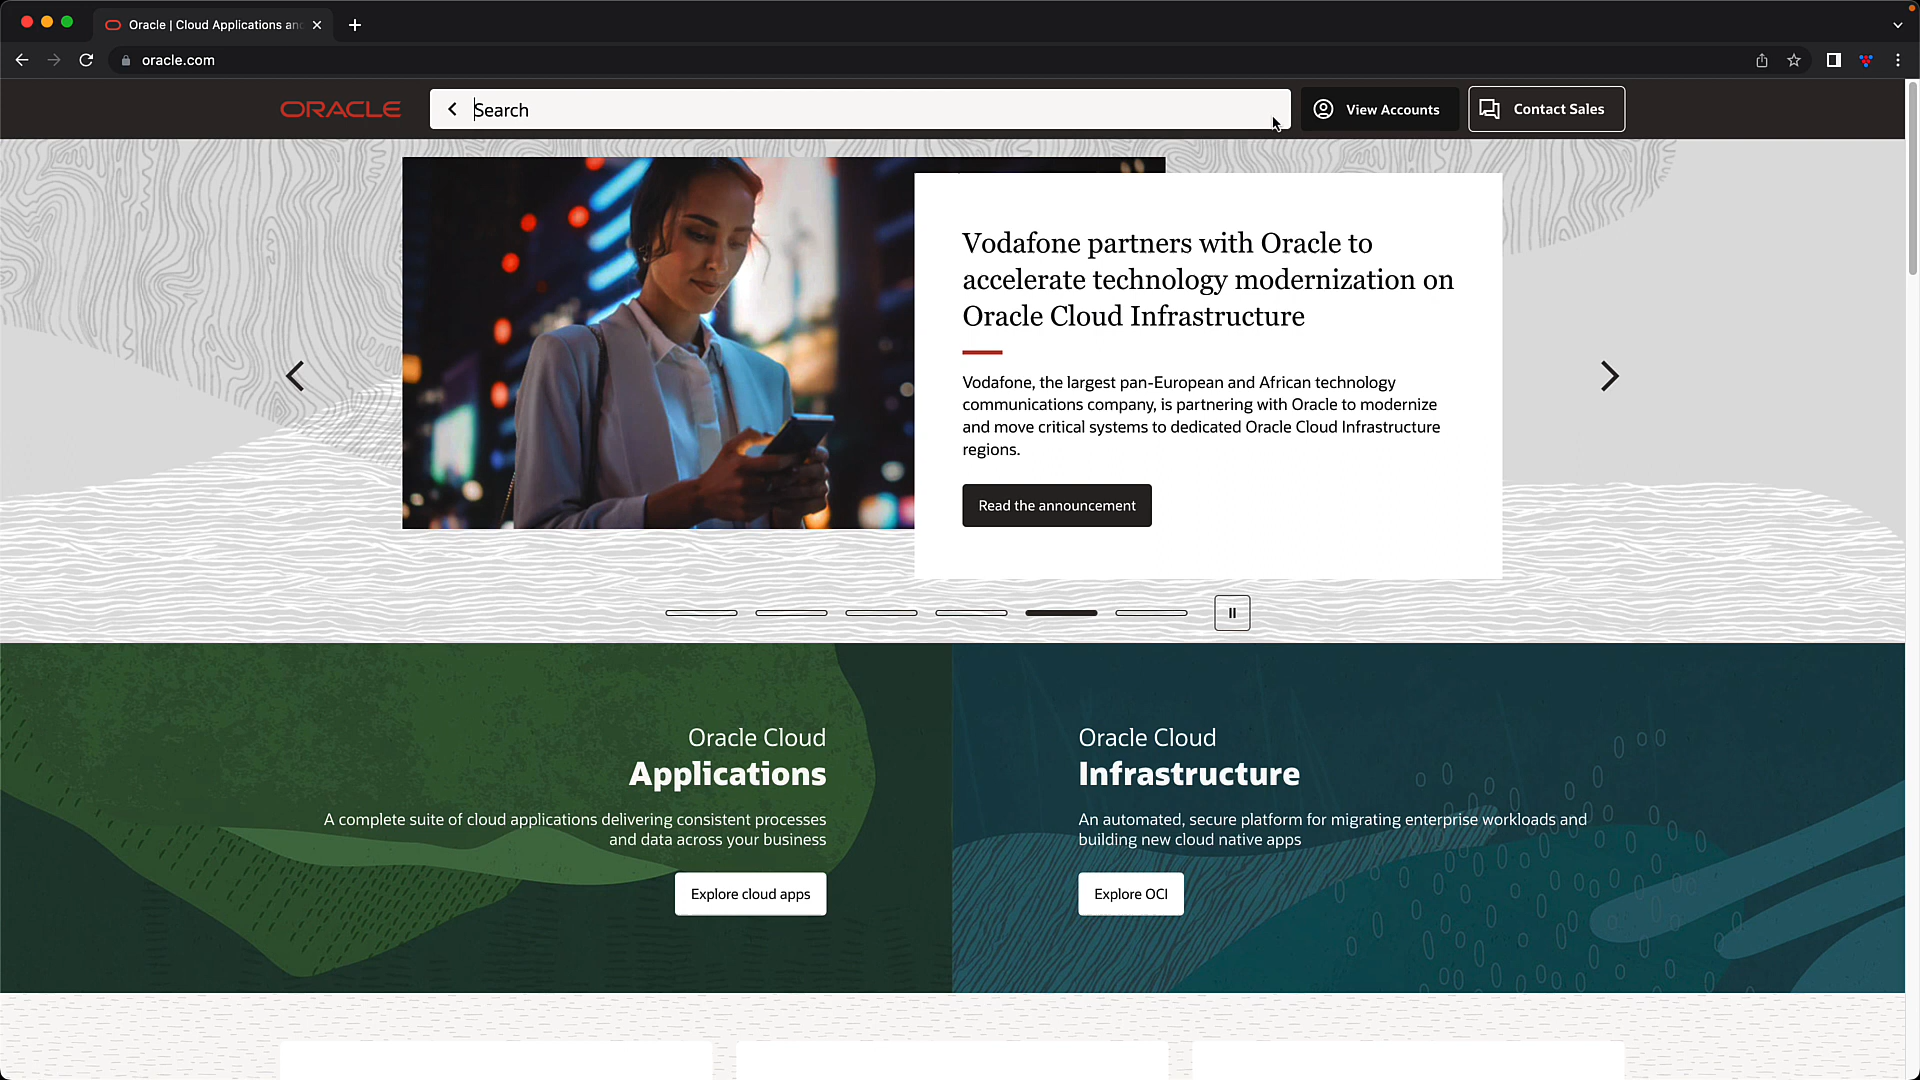 Oracle | Cloud Applications an
oracle.com
ORACLE
Search
View Accounts
Contact Sales
Vodafone partners with Oracle to
accelerate technology modernization on
Oracle Cloud Infrastructure
Vodafone, the largest pan-European and African technology
communications company, is partnering with Oracle to modernize
and move critical systems to dedicated Oracle Cloud Infrastructure
regions.
Read the announcement
Oracle Cloud
Applications
A complete suite of cloud applications delivering consistent processes
and data across your business
Explore cloud apps
Oracle Cloud
Infrastructure
An automated, secure platform for migrating enterprise workloads and
building new cloud native apps
Explore OCI